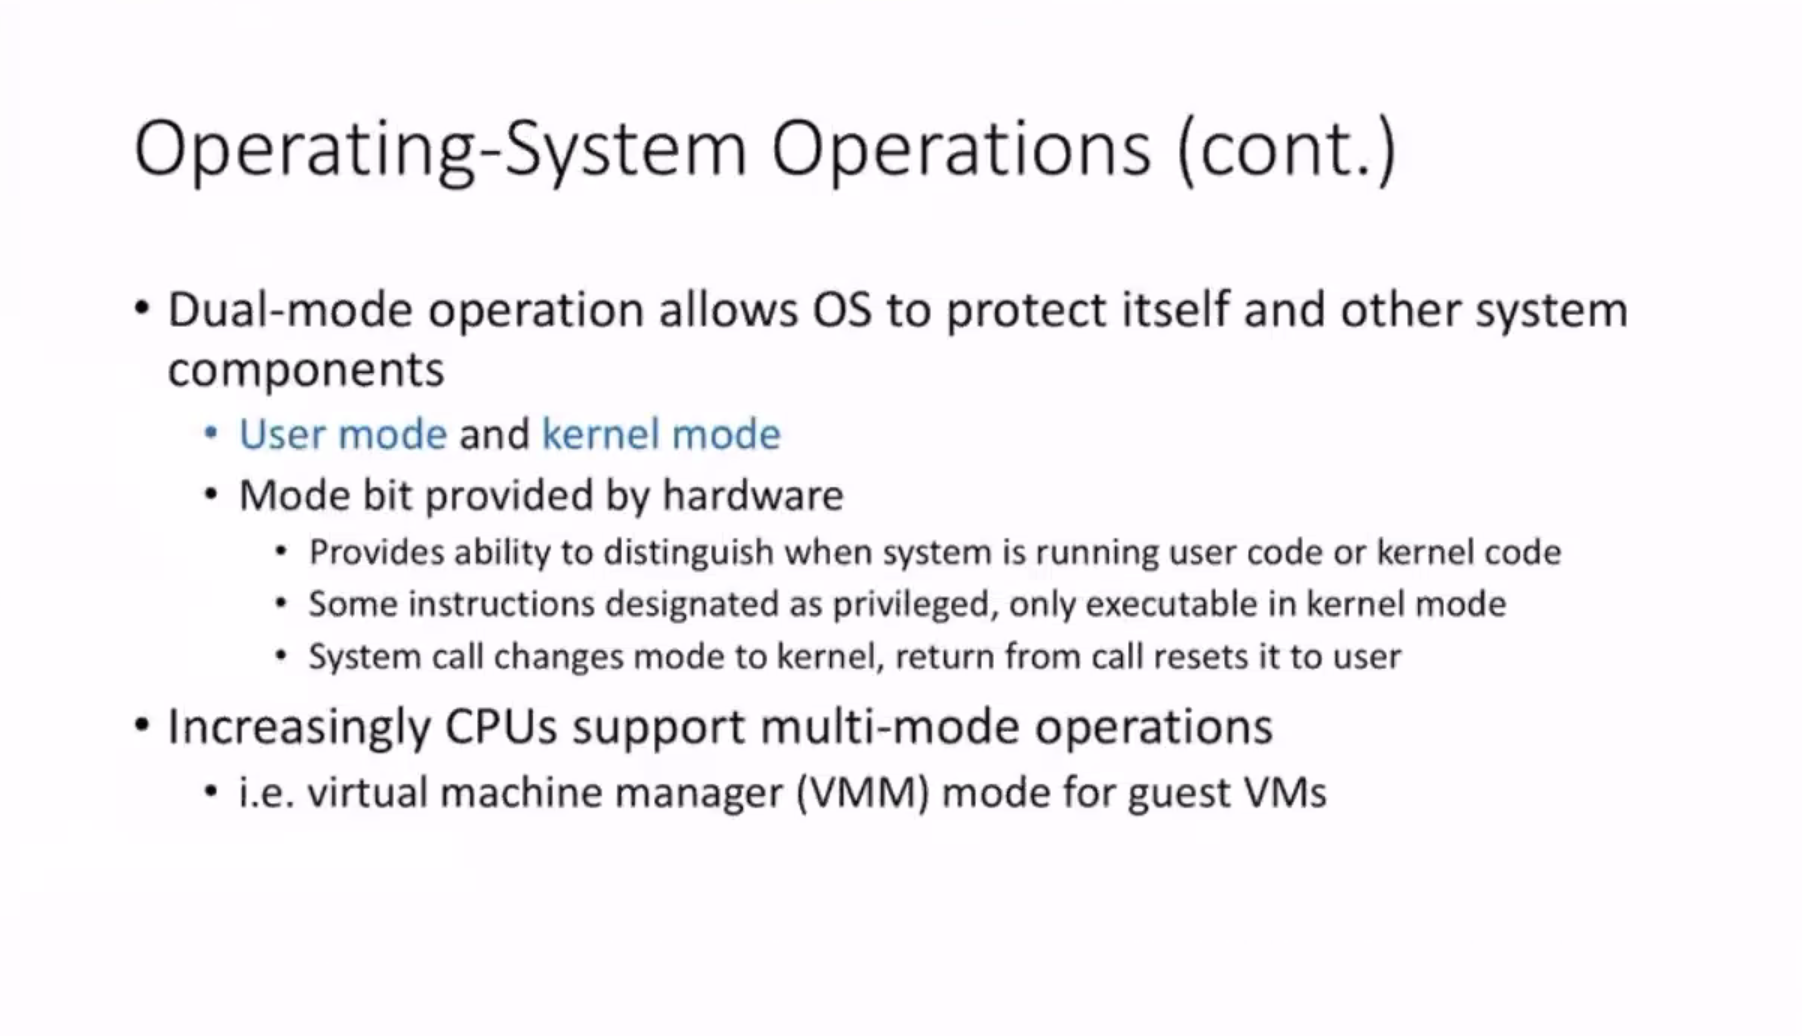 Operating-System Operations (cont.)
• Dual-mode operation allows OS to protect itself and other system
components
• User mode and kernel mode
• Mode bit provided by hardware
• Provides ability to distinguish when system is running user code or kernel code
• Some instructions designated as privileged, only executable in kernel mode
• System call changes mode to kernel, return from call resets it to user
• Increasingly CPUs support multi-mode operations
• i.e. virtual machine manager (VMM) mode for guest VMs